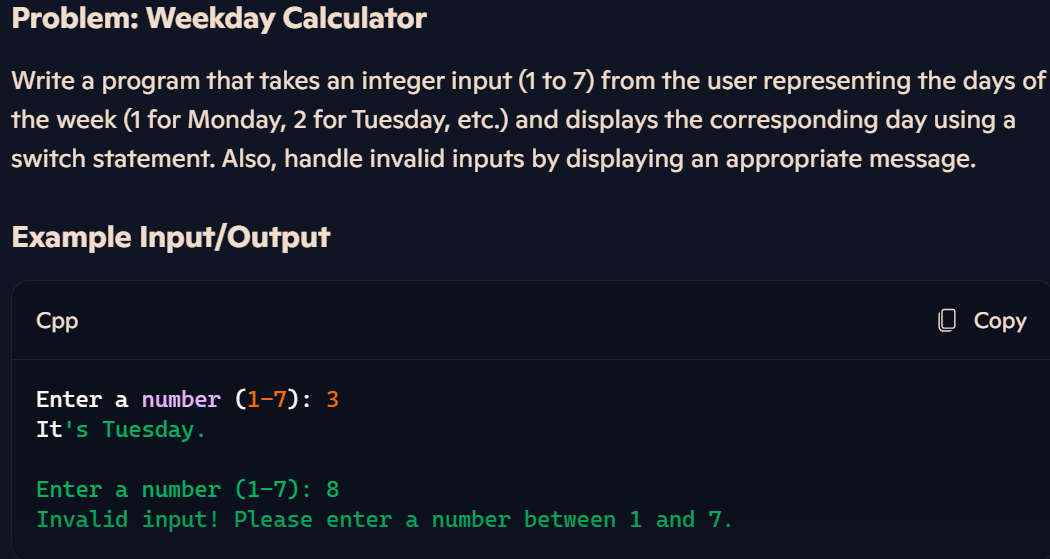 Problem: Weekday Calculator
Write a program that takes an integer input (1 to 7) from the user representing the days of
the week (1 for Monday, 2 for Tuesday, etc.) and displays the corresponding day using a
switch statement. Also, handle invalid inputs by displaying an appropriate message.
Example Input/Output
Cpp Copy
Enter a number (1-7): 3
It's Tuesday.
Enter a number (1-7): 8
Invalid input! Please enter a number between 1 and 7.